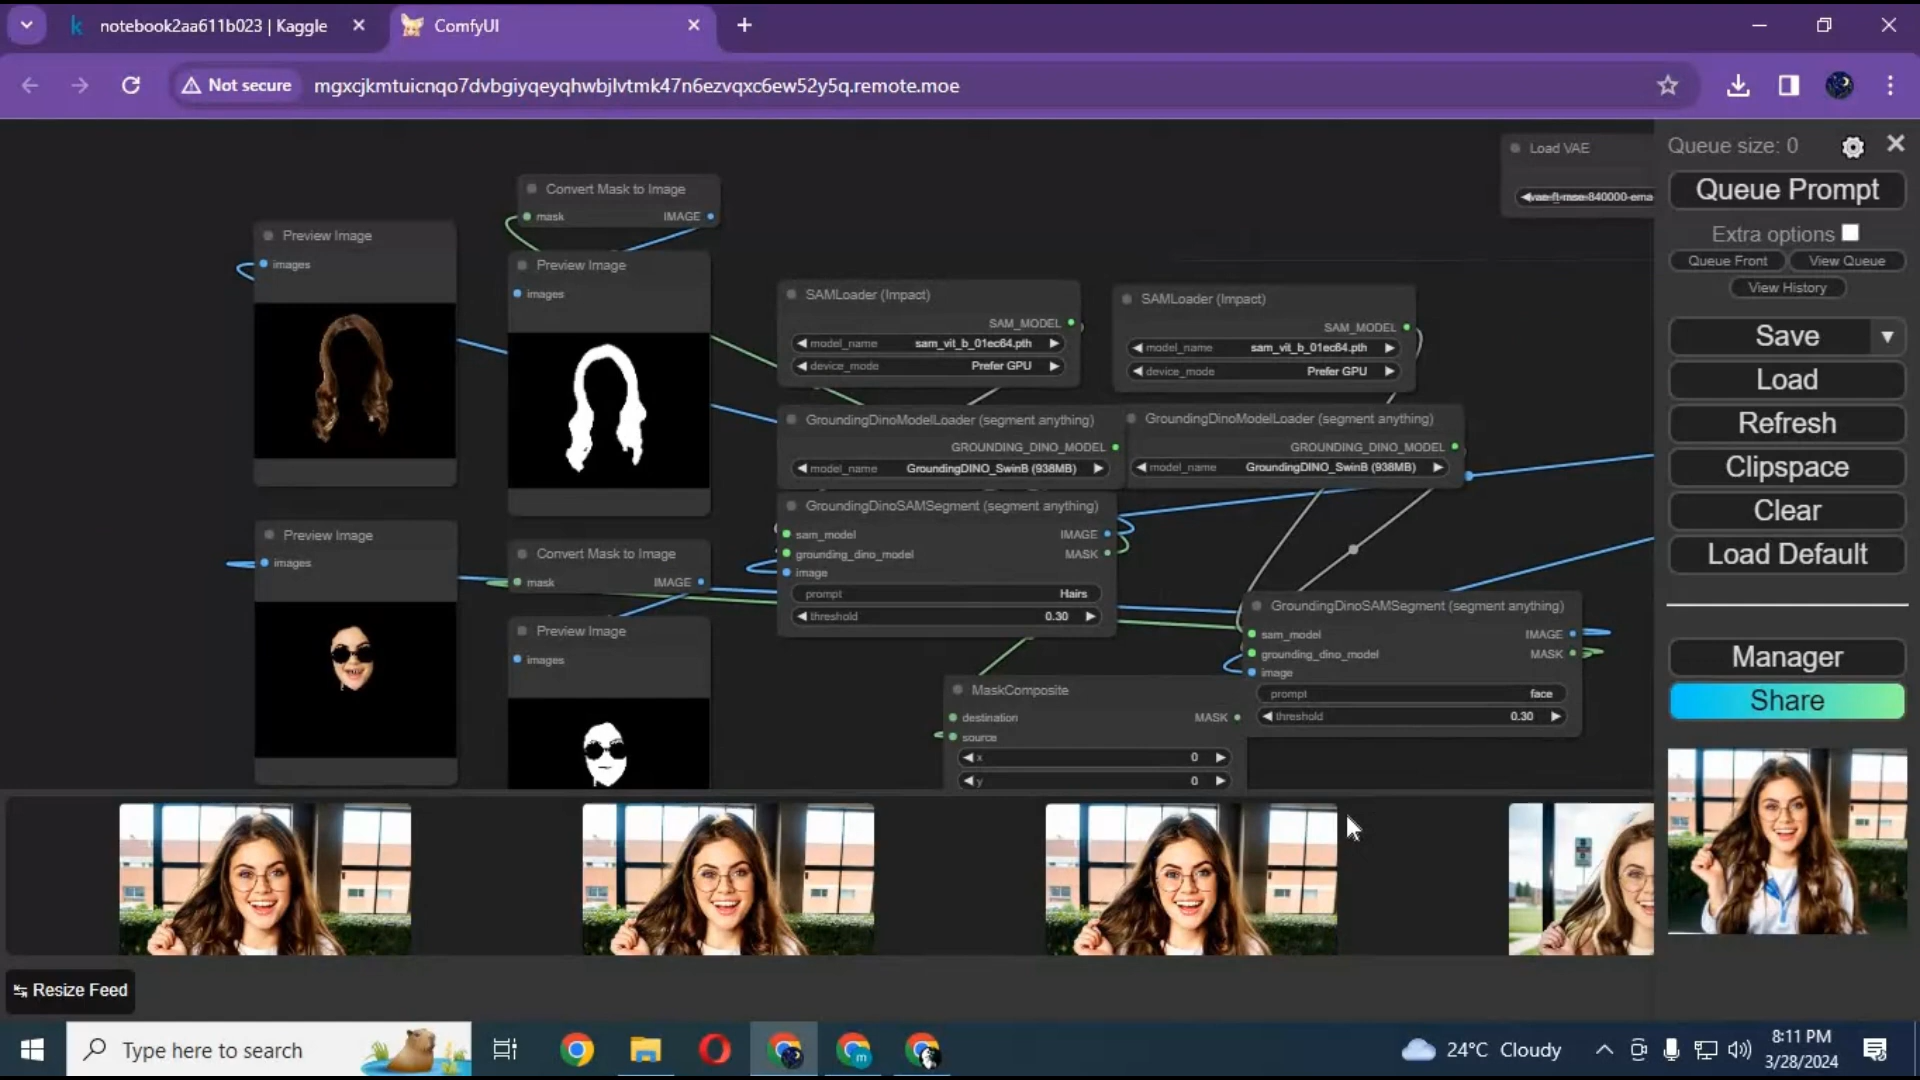 notebook2aa611b023 | Kaggle
ComfyUI
Not secure
mgxcjkmtuicnqo7dvbgiyqeyqhwbjlvtmk47n6ezvqxc6ew52y5q.remote.moe
Load VAE
vae-ft-mse-840000-ema
Convert Mask to Image
mask IMAGE
Preview Image
images
Preview Image
images
SAMLoader (Impact)
SAM_MODEL
model_name sam_vit_b_01ec64.pth
device_mode Prefer GPU
SAMLoader (Impact)
SAM_MODEL
model_name sam_vit_b_01ec64.pth
device_mode Prefer GPU
GroundingDinoModelLoader (segment anything)
GROUNDING_DINO_MODEL
model_name GroundingDINO_SwinB (938MB)
GroundingDinoModelLoader (segment anything)
GROUNDING_DINO_MODEL
model_name GroundingDINO_SwinB (938MB)
GroundingDinoSAMSegment (segment anything)
sam_model IMAGE
grounding_dino_model MASK
image
prompt Hairs
threshold 0.30
Preview Image
images
Convert Mask to Image
mask IMAGE
Preview Image
images
GroundingDinoSAMSegment (segment anything)
sam_model IMAGE
grounding_dino_model MASK
image
prompt face
threshold 0.30
MaskComposite
destination MASK
source
x 0
y 0
Queue size: 0
Queue Prompt
Extra options
Queue Front View Queue
View History
Save
Load
Refresh
Clipspace
Clear
Load Default
Manager
Share
Resize Feed
Type here to search
24°C Cloudy
8:11 PM
3/28/2024